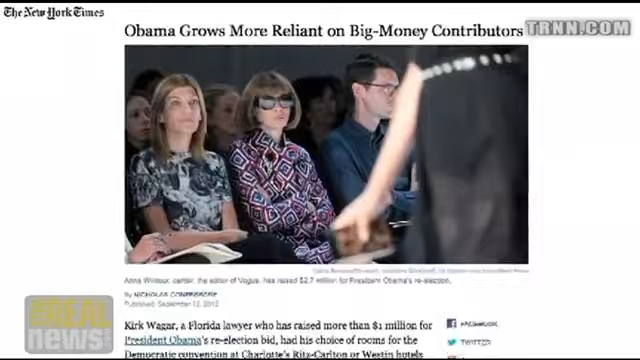 The New York Times
TRNN.COM
Obama Grows More Reliant on Big-Money Contributors
Anna Wintour, center, the editor of Vogue, has raised $2.7 million for President Obama's re-election.
By NICHOLAS CONFESSORE
Published: September 12, 2012
Kirk Wagar, a Florida lawyer who has raised more than $1 million for
President Obama's re-election bid, had his choice of rooms for the
Democratic convention at Charlotte's Ritz-Carlton or Westin hotels
FACEBOOK
TWITTER
THE REAL
news.com